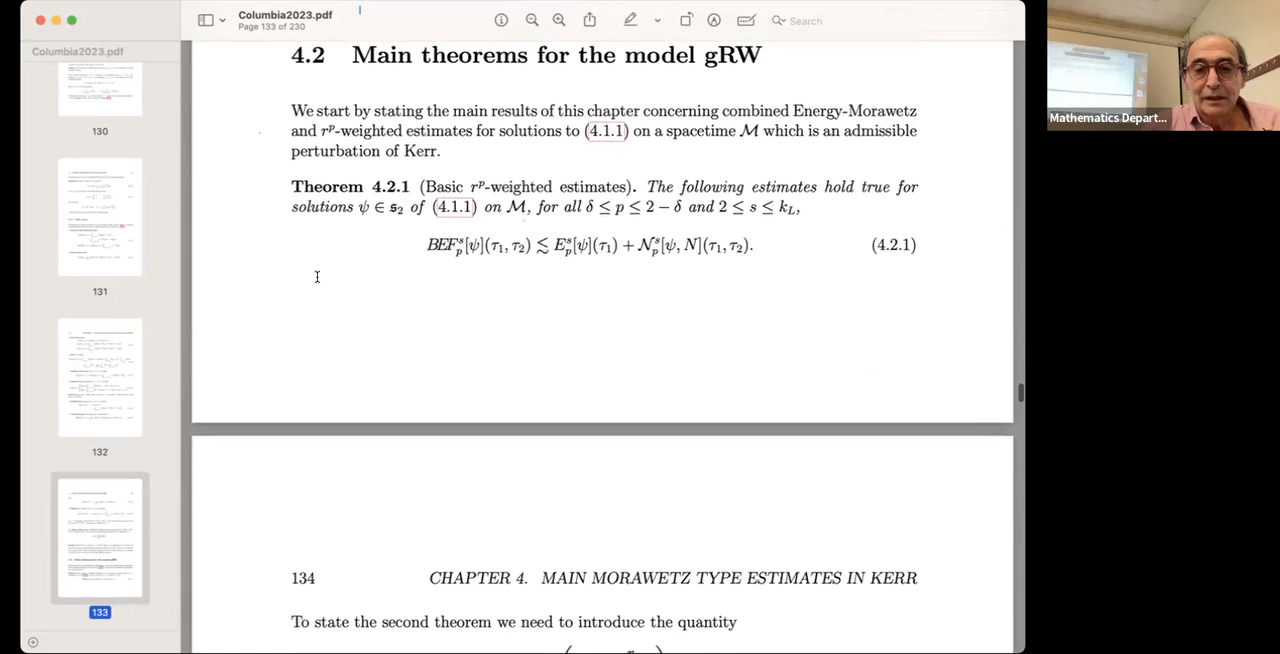 Columbia2023.pdf
Page 133 of 230
Search
Columbia2023.pdf
130
131
132
133
4.2 Main theorems for the model gRW
We start by stating the main results of this chapter concerning combined Energy-Morawetz
and r^p-weighted estimates for solutions to (4.1.1) on a spacetime M which is an admissible
perturbation of Kerr.
Theorem 4.2.1 (Basic r^p-weighted estimates). The following estimates hold true for
solutions ψ ∈ 𝔰₂ of (4.1.1) on M, for all δ ≤ p ≤ 2 − δ and 2 ≤ s ≤ k_L,
BEF_p^s[ψ](τ₁, τ₂) ≲ E_p^s[ψ](τ₁) + N_p^s[ψ, N](τ₁, τ₂). (4.2.1)
134 CHAPTER 4. MAIN MORAWETZ TYPE ESTIMATES IN KERR
To state the second theorem we need to introduce the quantity
Mathematics Depart...